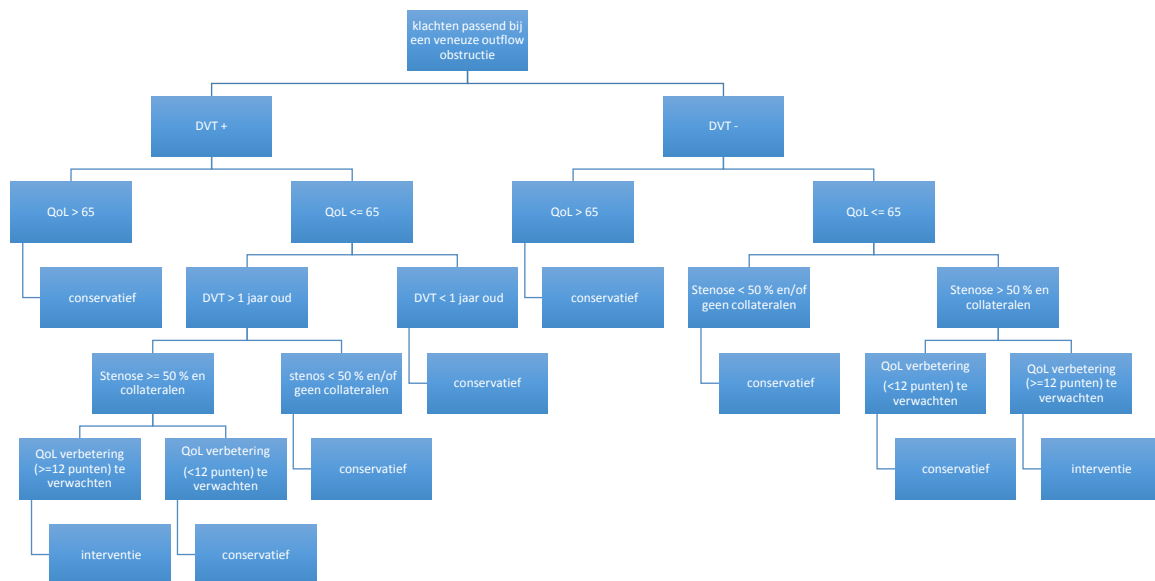 klachten passend bij
een veneuze outflow
obstructie
DVT +
DVT -
QoL > 65
QoL <= 65
QoL > 65
QoL <= 65
conservatief
DVT > 1 jaar oud
DVT < 1 jaar oud
conservatief
Stenose < 50 % en/of
geen collateralen
Stenose > 50 % en
collateralen
Stenose >= 50 % en
collateralen
stenos < 50 % en/of
geen collateralen
conservatief
conservatief
QoL verbetering
(<12 punten) te
verwachten
QoL verbetering
(>=12 punten) te
verwachten
QoL verbetering
(>=12 punten) te
verwachten
QoL verbetering
(<12 punten) te
verwachten
conservatief
conservatief
interventie
interventie
conservatief